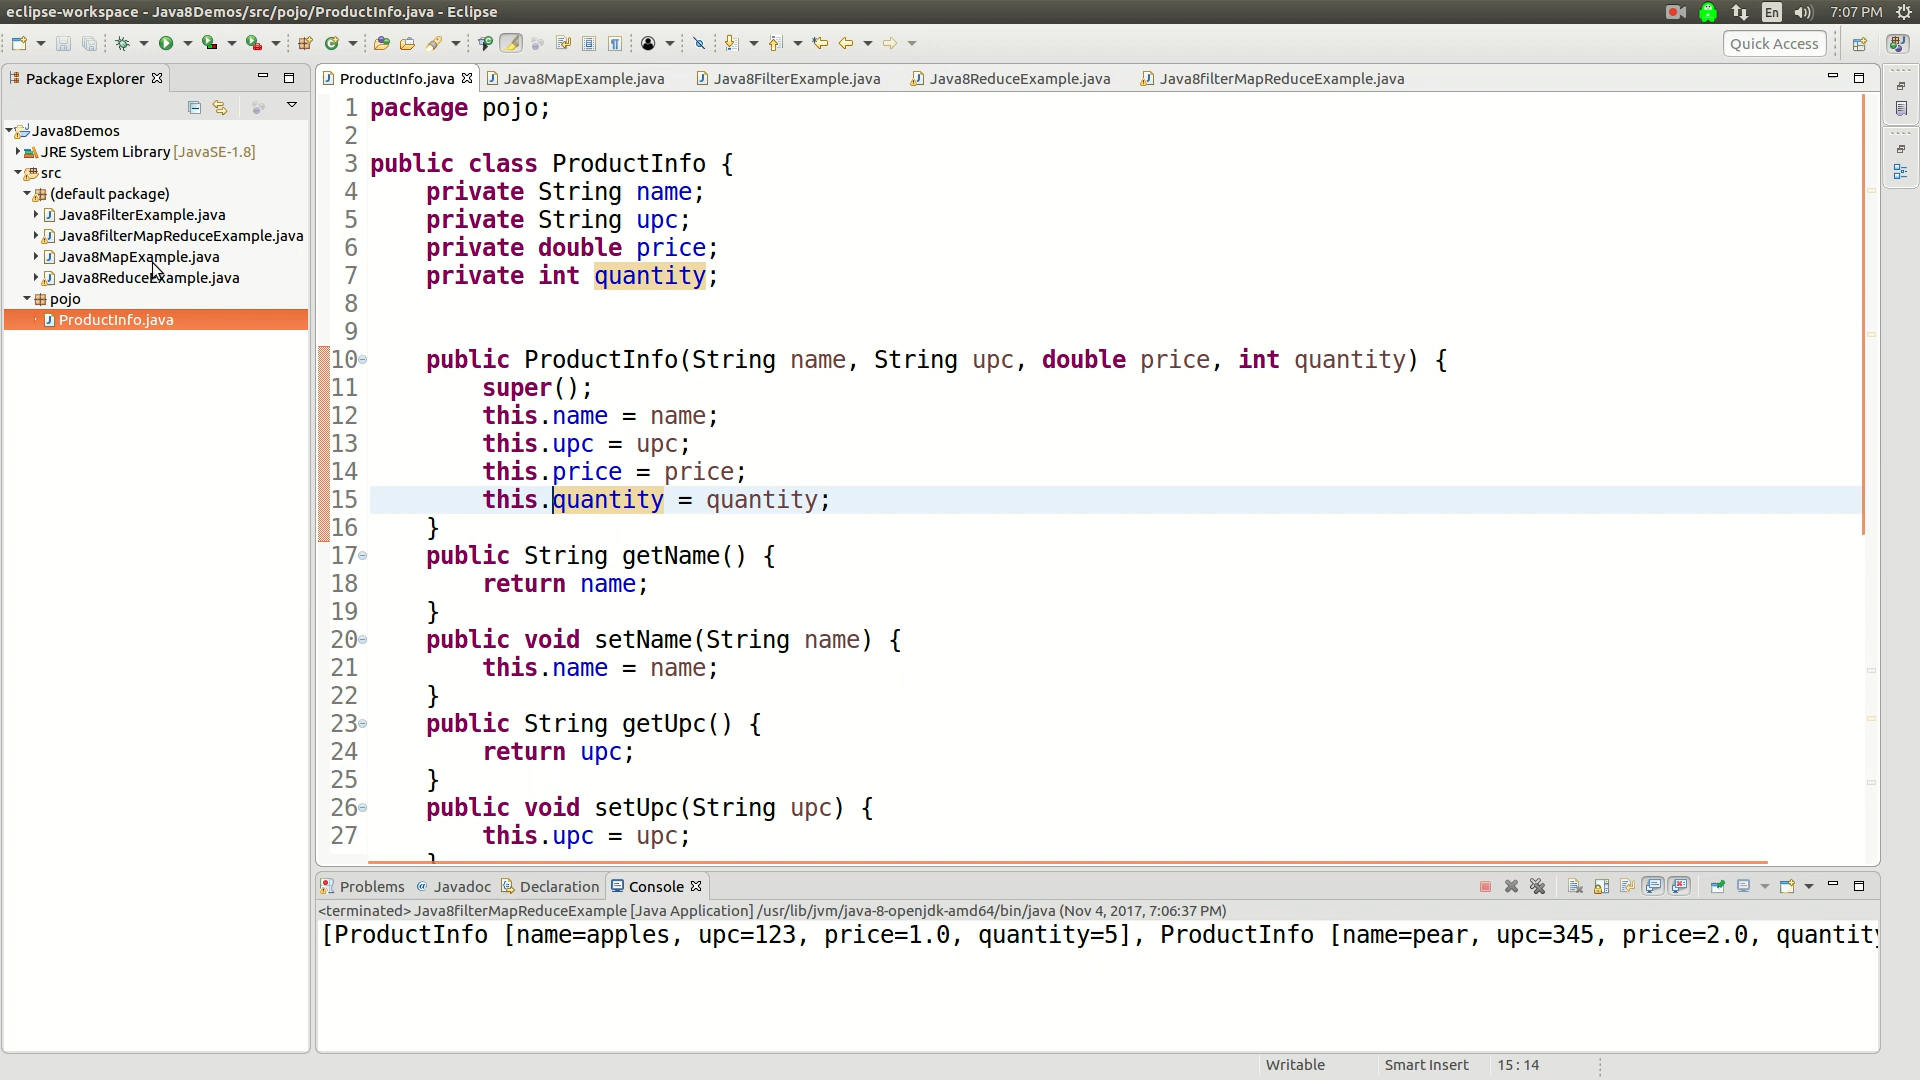 eclipse-workspace - Java8Demos/src/pojo/ProductInfo.java - Eclipse
En
7:07 PM
Quick Access
Package Explorer
Java8Demos
JRE System Library [JavaSE-1.8]
src
(default package)
Java8FilterExample.java
Java8filterMapReduceExample.java
Java8MapExample.java
Java8ReduceExample.java
pojo
ProductInfo.java
ProductInfo.java
Java8MapExample.java
Java8FilterExample.java
Java8ReduceExample.java
Java8filterMapReduceExample.java
1 package pojo;
2
3 public class ProductInfo {
4 private String name;
5 private String upc;
6 private double price;
7 private int quantity;
8
9
10 public ProductInfo(String name, String upc, double price, int quantity) {
11 super();
12 this.name = name;
13 this.upc = upc;
14 this.price = price;
15 this.quantity = quantity;
16 }
17 public String getName() {
18 return name;
19 }
20 public void setName(String name) {
21 this.name = name;
22 }
23 public String getUpc() {
24 return upc;
25 }
26 public void setUpc(String upc) {
27 this.upc = upc;
}
Problems @ Javadoc Declaration Console
<terminated> Java8filterMapReduceExample [Java Application] /usr/lib/jvm/java-8-openjdk-amd64/bin/java (Nov 4, 2017, 7:06:37 PM)
[ProductInfo [name=apples, upc=123, price=1.0, quantity=5], ProductInfo [name=pear, upc=345, price=2.0, quantity
Writable
Smart Insert
15 : 14